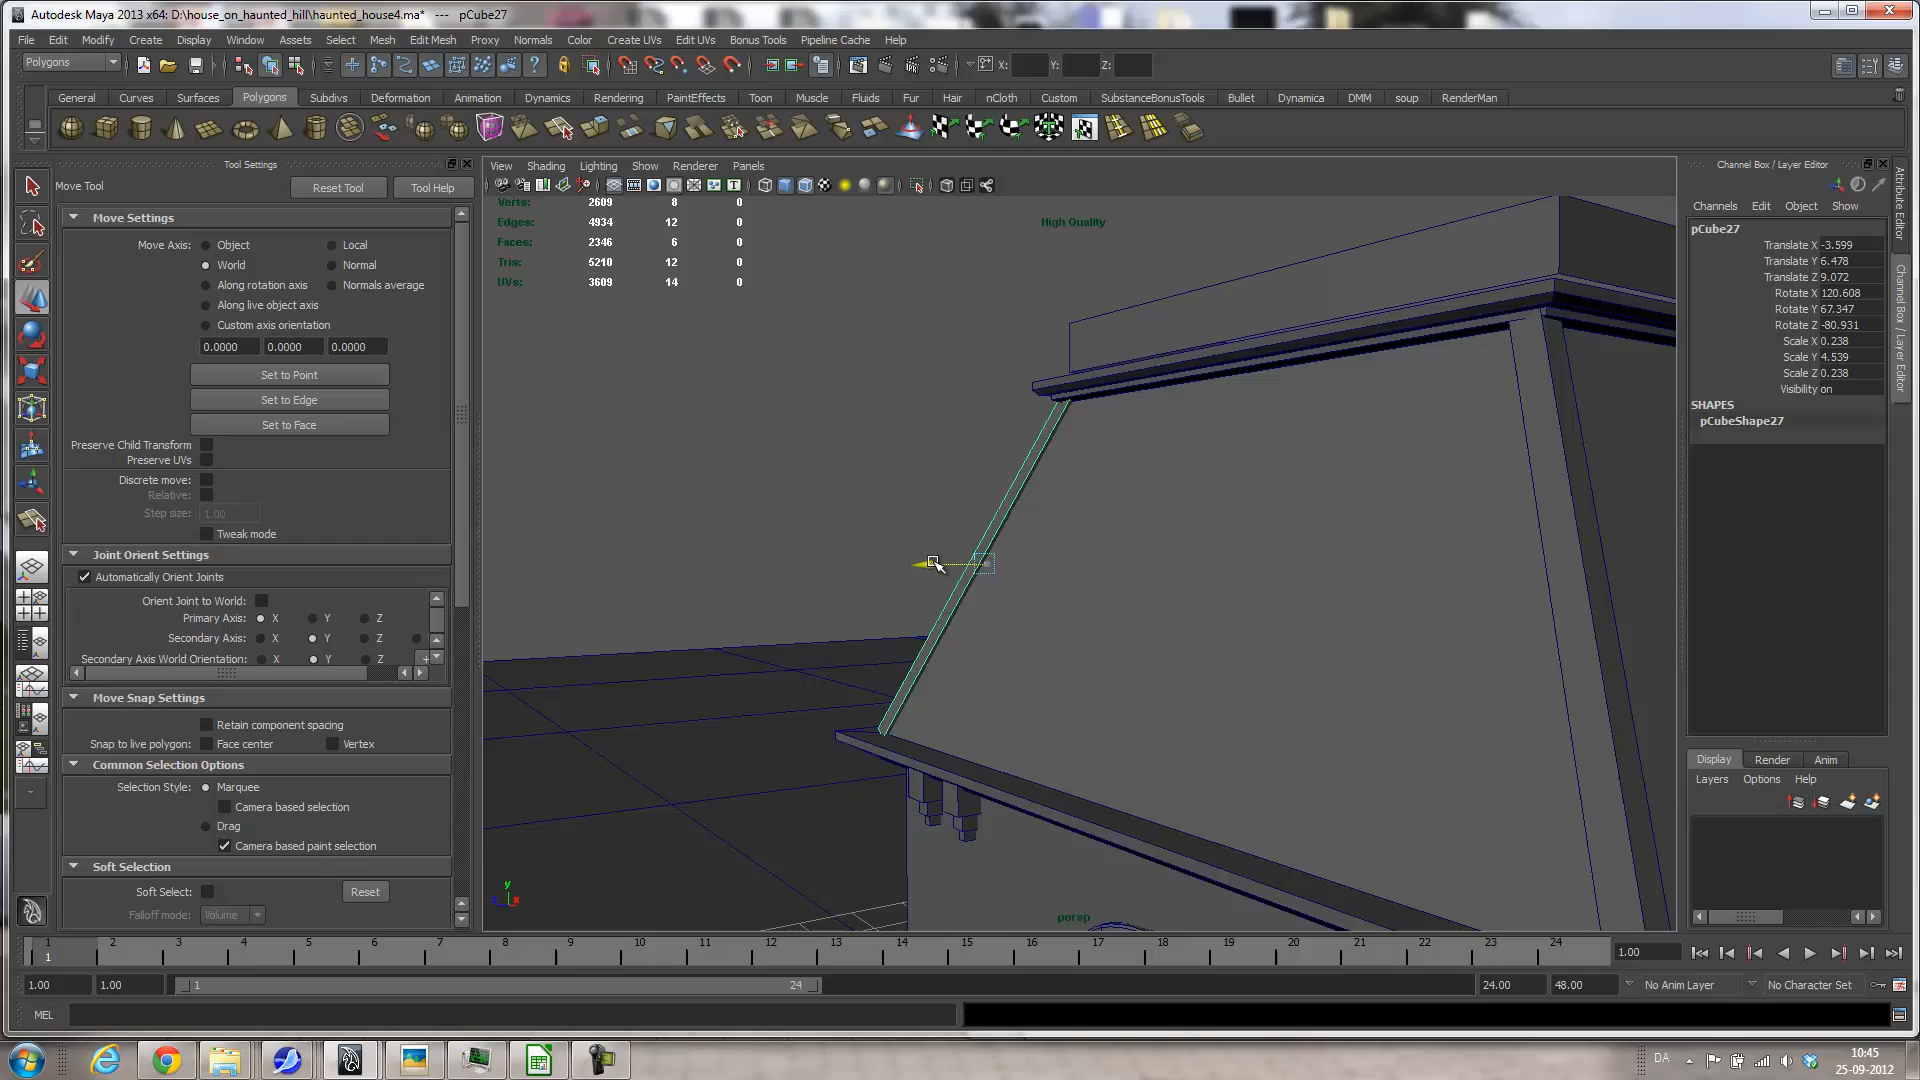 Autodesk Maya 2013 x64: D:\house_on_haunted_hill\haunted_house4.ma* --- pCube27
File Edit Modify Create Display Window Assets Select Mesh Edit Mesh Proxy Normals Color Create UVs Edit UVs Bonus Tools Pipeline Cache Help
Polygons X: Y: Z:
General Curves Surfaces Polygons Subdivs Deformation Animation Dynamics Rendering PaintEffects Toon Muscle Fluids Fur Hair nCloth Custom SubstanceBonusTools Bullet Dynamica DMM soup RenderMan
Tool Settings
Move Tool Reset Tool Tool Help
Move Settings
Move Axis: Object Local
World Normal
Along rotation axis Normals average
Along live object axis
Custom axis orientation
0.0000 0.0000 0.0000
Set to Point
Set to Edge
Set to Face
Preserve Child Transform
Preserve UVs
Discrete move:
Relative:
Step size: 1.00
Tweak mode
Joint Orient Settings
Automatically Orient Joints
Orient Joint to World:
Primary Axis: X Y Z
Secondary Axis: X Y Z
Secondary Axis World Orientation: X Y Z +
Move Snap Settings
Retain component spacing
Snap to live polygon: Face center Vertex
Common Selection Options
Selection Style: Marquee
Camera based selection
Drag
Camera based paint selection
Soft Selection
Soft Select: Reset
Falloff mode: Volume
View Shading Lighting Show Renderer Panels
Verts: 2609 8 0
Edges: 4934 12 0
Faces: 2346 6 0
Tris: 5210 12 0
UVs: 3609 14 0
High Quality
y
x
persp
Channel Box / Layer Editor
Channels Edit Object Show
pCube27
Translate X -3.599
Translate Y 6.478
Translate Z 9.072
Rotate X 120.608
Rotate Y 67.347
Rotate Z -80.931
Scale X 0.238
Scale Y 4.539
Scale Z 0.238
Visibility on
SHAPES
pCubeShape27
Attribute Editor
Channel Box / Layer Editor
Display Render Anim
Layers Options Help
1 2 3 4 5 6 7 8 9 10 11 12 13 14 15 16 17 18 19 20 21 22 23 24
1 1.00
1.00 1.00 1 24 24.00 48.00 No Anim Layer No Character Set
MEL
DA 10:45
25-09-2012